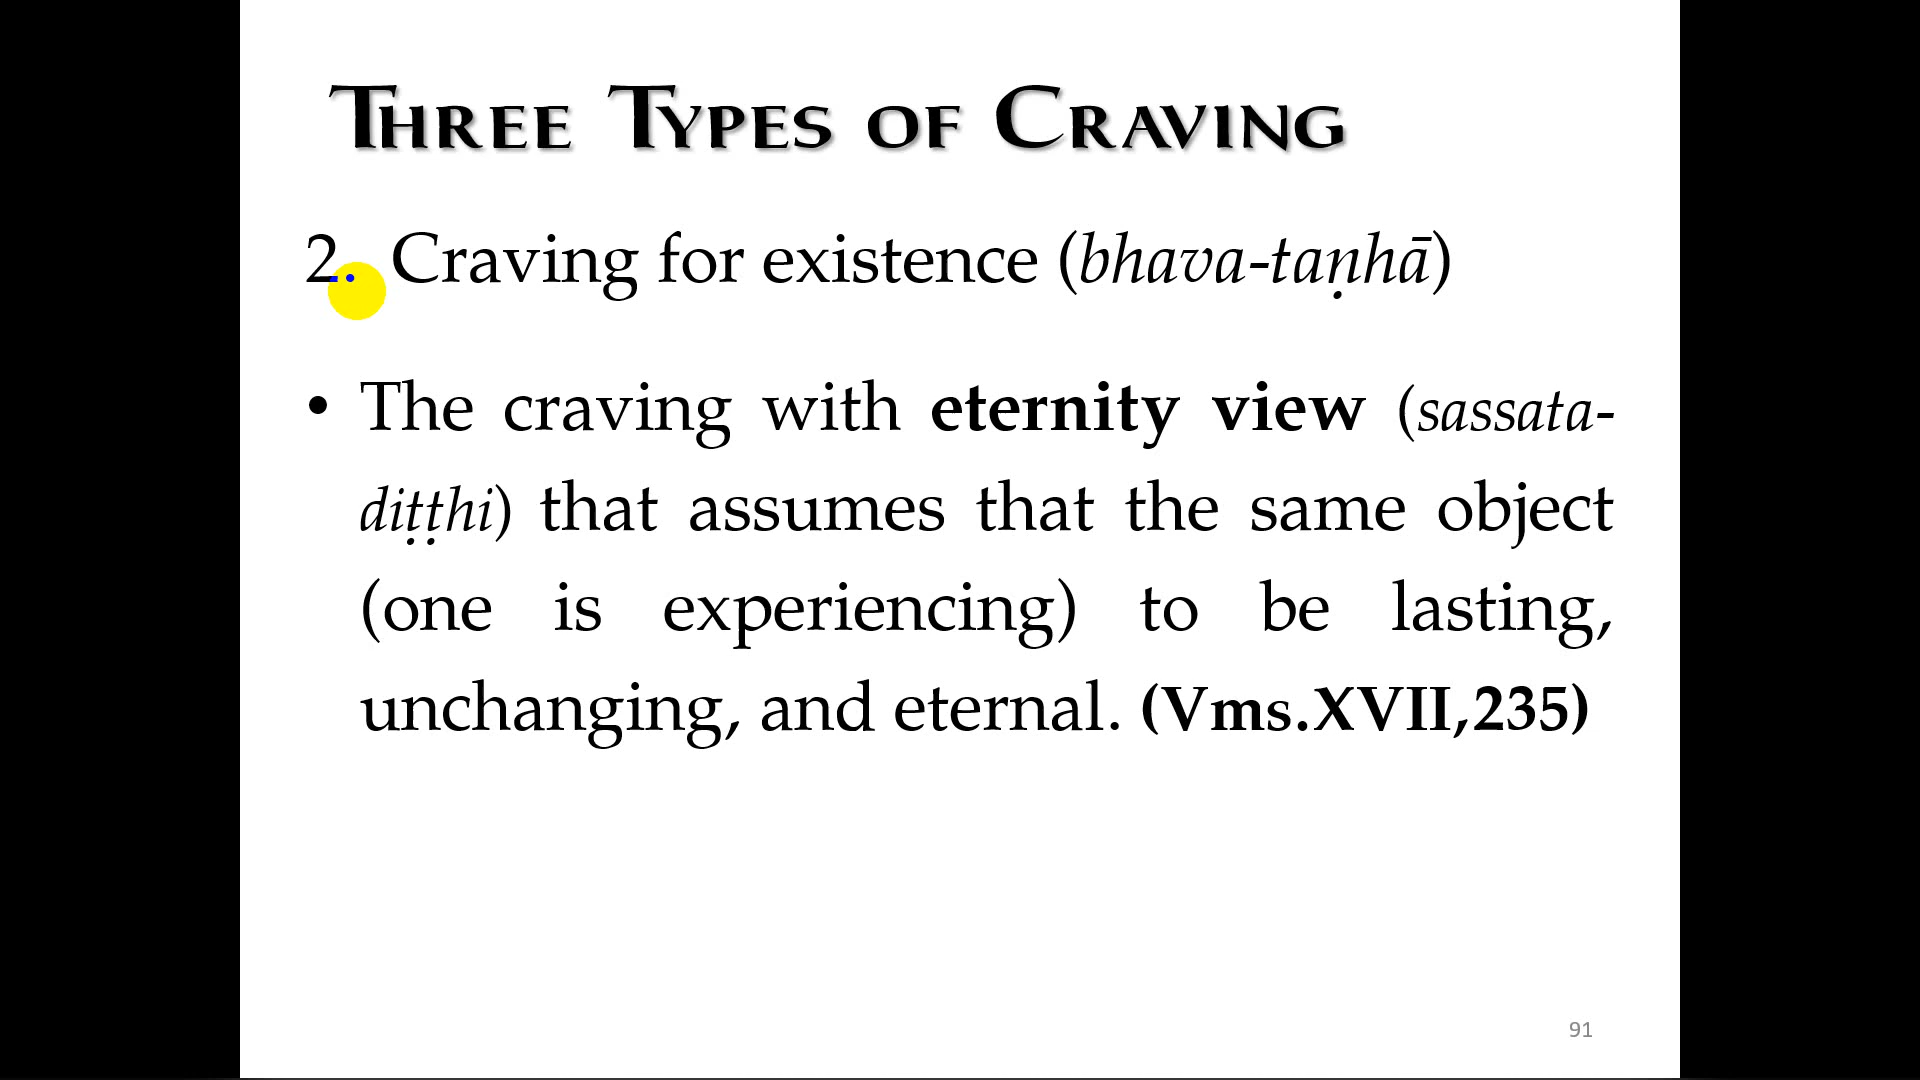 Three Types of Craving
2. Craving for existence (bhava-taṇhā)
• The craving with eternity view (sassata-
diṭṭhi) that assumes that the same object
(one is experiencing) to be lasting,
unchanging, and eternal. (Vms.XVII,235)
91